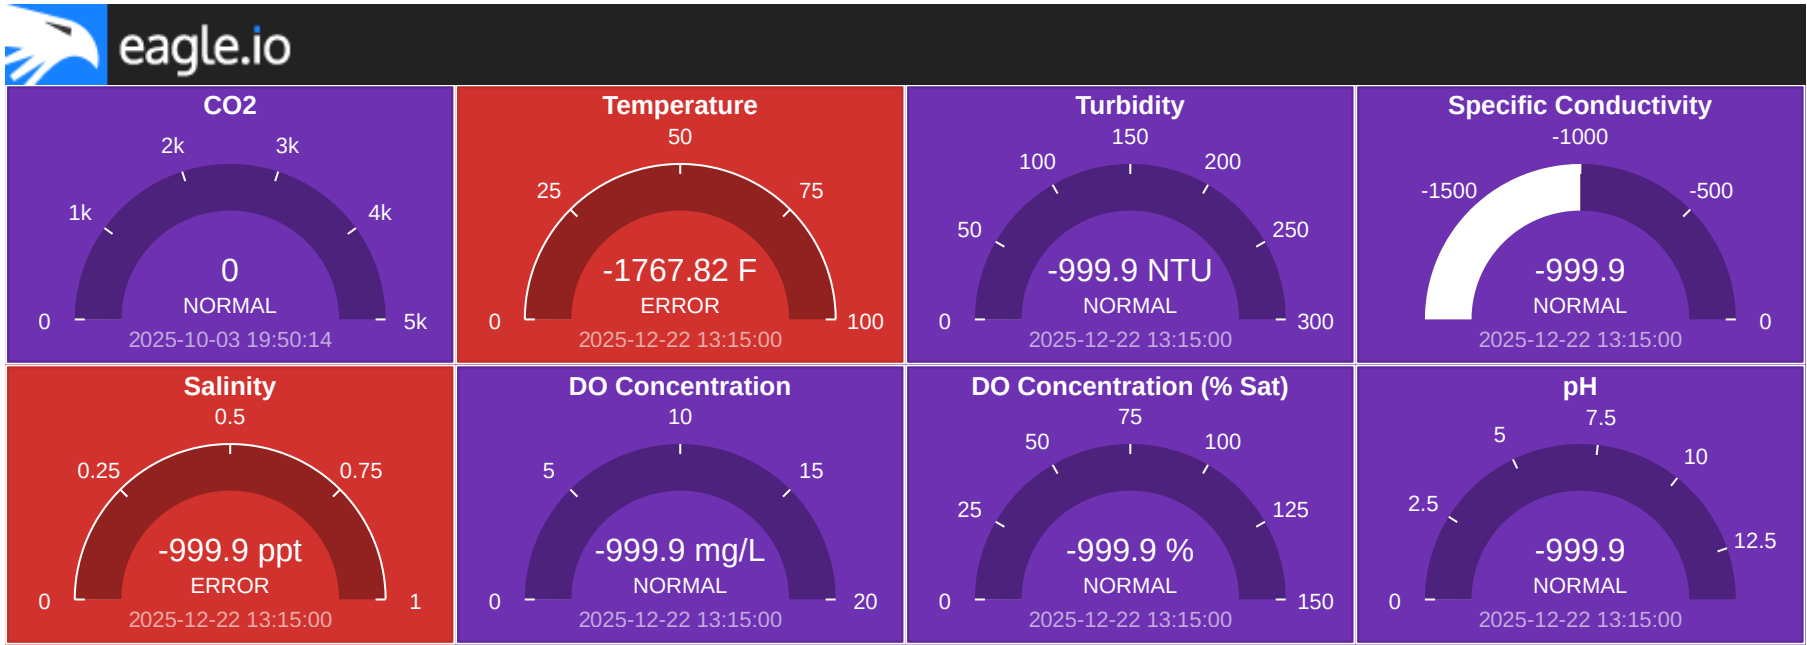 eagle.io
CO2
0
1k
2k
3k
4k
5k
0
NORMAL
2025-10-03 19:50:14
Temperature
0
25
50
75
100
-1767.82 F
ERROR
2025-12-22 13:15:00
Turbidity
0
50
100
150
200
250
300
-999.9 NTU
NORMAL
2025-12-22 13:15:00
Specific Conductivity
-1500
-1000
-500
0
-999.9
NORMAL
2025-12-22 13:15:00
Salinity
0
0.25
0.5
0.75
1
-999.9 ppt
ERROR
2025-12-22 13:15:00
DO Concentration
0
5
10
15
20
-999.9 mg/L
NORMAL
2025-12-22 13:15:00
DO Concentration (% Sat)
0
25
50
75
100
125
150
-999.9 %
NORMAL
2025-12-22 13:15:00
pH
0
2.5
5
7.5
10
12.5
-999.9
NORMAL
2025-12-22 13:15:00